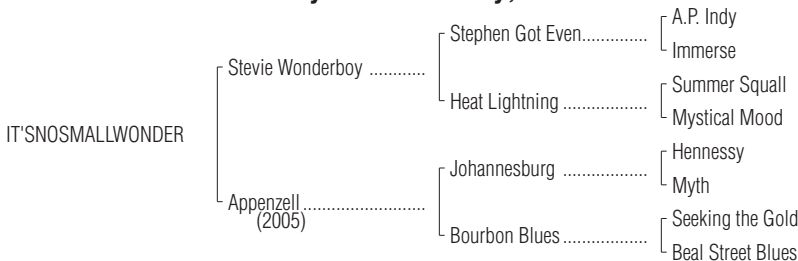 A.P. Indy
Stephen Got Even..............
Immerse
Stevie Wonderboy ............
Summer Squall
Heat Lightning ..................
Mystical Mood
IT'SNOSMALLWONDER
Hennessy
Johannesburg ..................
Myth
Appenzell..........................
(2005)
Seeking the Gold
Bourbon Blues..................
Beal Street Blues